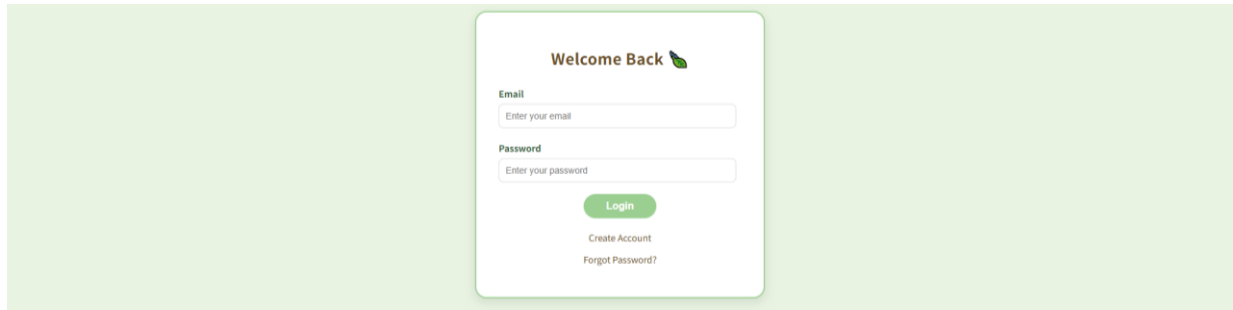 Welcome Back
Email
Enter your email
Password
Enter your password
Login
Create Account
Forgot Password?